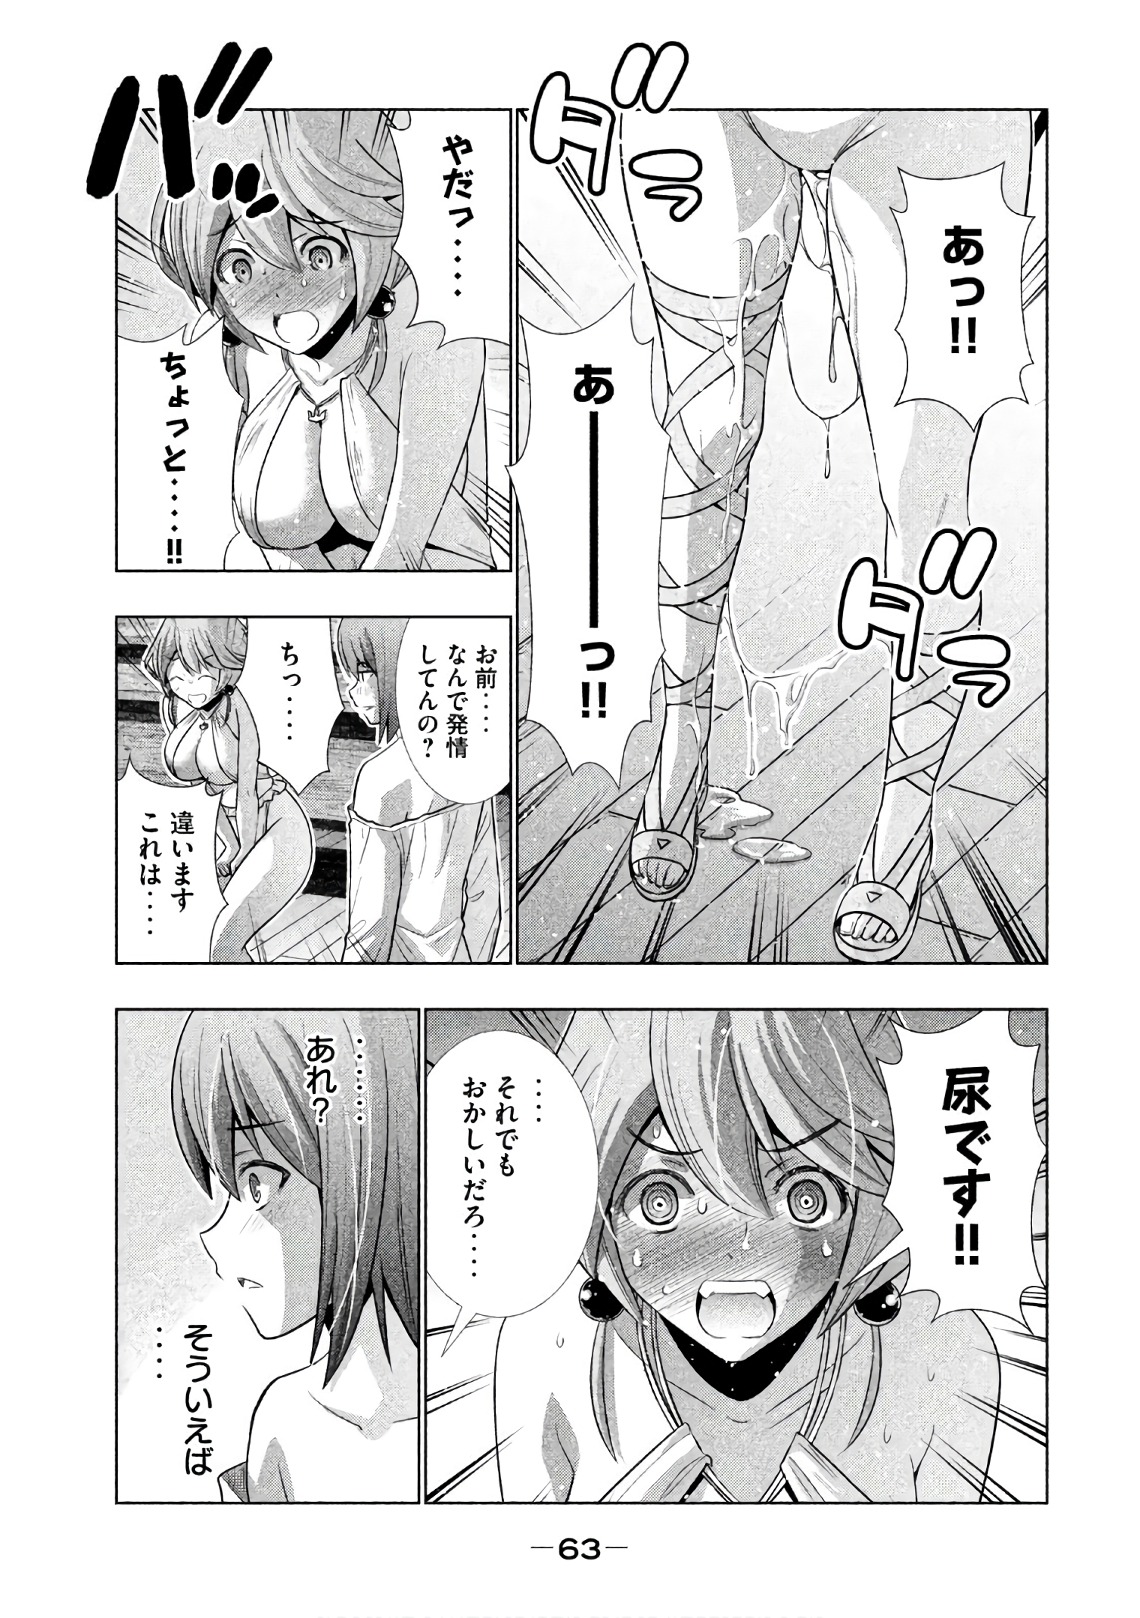 ダラッ
あっ!!
あーーーっ!!
ダラッ
バッ
やだっ‥‥
ちょっと‥‥!!
お前‥‥
なんで発情
してんの?
ちっ‥‥
違います
これは‥‥
尿です!!
‥‥
それでも
おかしいだろ‥‥
‥‥‥
あれ?
そういえば
‥‥
―63―